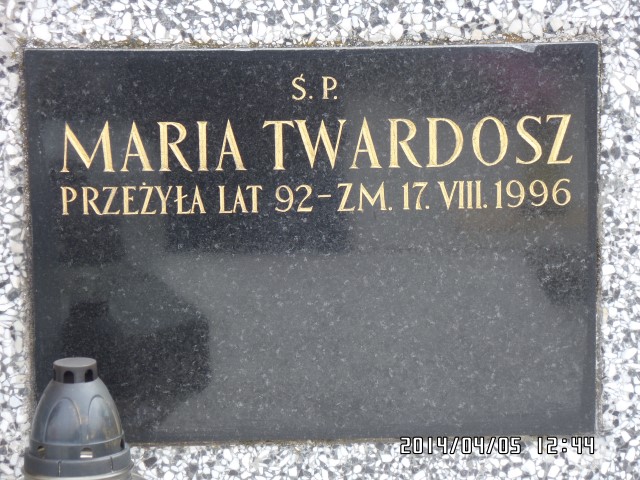 Ś. P.
MARIA TWARDOSZ
PRZEŻYŁA LAT 92 – ZM. 17. VIII. 1996
2014/04/05 12:44